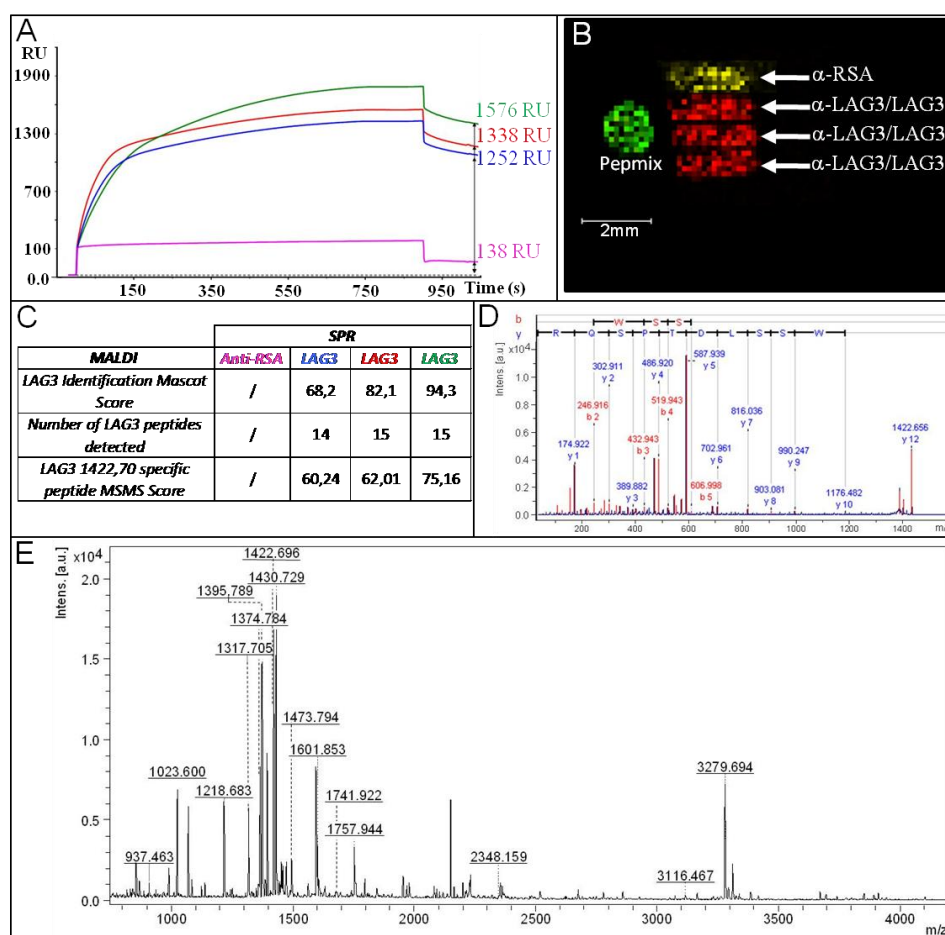 A
RU
1900
1300
700
100
0.0
150
350
550
750
950
Time (s)
1576 RU
1338 RU
1252 RU
138 RU
B
α-RSA
α-LAG3/LAG3
α-LAG3/LAG3
α-LAG3/LAG3
Pepmix
2mm
C
SPR
MALDI Anti-RSA LAG3 LAG3 LAG3
LAG3 Identification Mascot
Score / 68,2 82,1 94,3
Number of LAG3 peptides
detected / 14 15 15
LAG3 1422,70 specific
peptide MSMS Score / 60,24 62,01 75,16
D
b W S S
y R Q S P T D L S S W
Intens. [a.u.]
x10⁴
1.0
0.8
0.6
0.4
0.2
0.0
174.922
y 1
246.916
b 2
302.911
y 2
389.882
y 3
432.943
b 3
486.920
y 4
519.943
b 4
587.939
y 5
606.998
b 5
702.961
y 6
816.036
y 7
903.081
y 8
990.247
y 9
1176.482
y 10
1422.656
y 12
200 400 600 800 1000 1200 1400 m/z
E
Intens. [a.u.]
x10⁴
2.0
1.5
1.0
0.5
0.0
937.463
1023.600
1218.683
1317.705
1374.784
1395.789
1422.696
1430.729
1473.794
1601.853
1741.922
1757.944
2348.159
3116.467
3279.694
1000 1500 2000 2500 3000 3500 4000